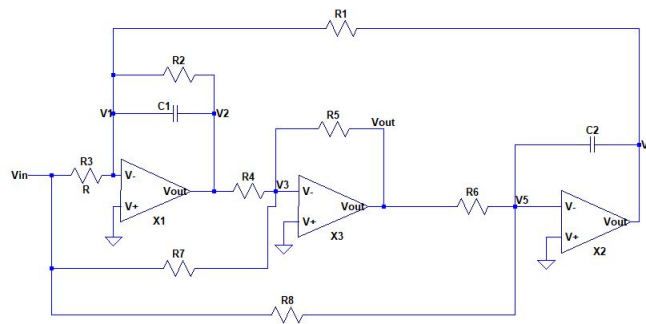 R1
R2
C1
V1
V2
R5
Vout
C2
V
R3
Vin
R
V-
Vout
V+
X1
R4
V3
V-
Vout
V+
X3
R6
V5
V-
Vout
V+
X2
R7
R8